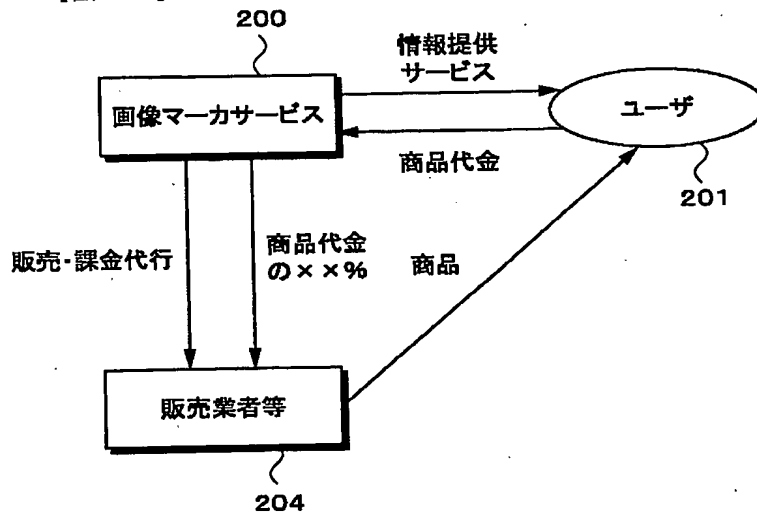 200
情報提供
サービス
画像マーカサービス
ユーザ
商品代金
201
販売・課金代行
商品代金
の××%
商品
販売業者等
204